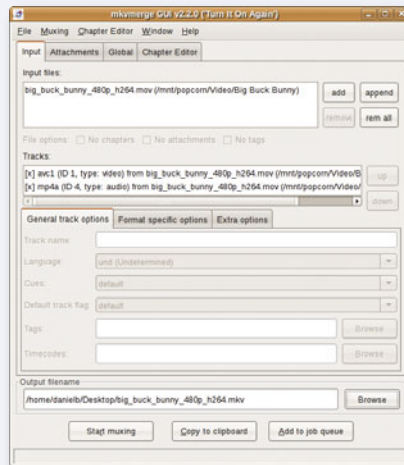 mkvmerge GUI v2.2.0 ('Turn It On Again')
File Muxing Chapter Editor Window Help
Input Attachments Global Chapter Editor
Input files:
big_buck_bunny_480p_h264.mov (/mnt/popcorn/Video/Big Buck Bunny)
add append
remove rem all
File options: No chapters No attachments No tags
Tracks:
[x] avc1 (ID 1, type: video) from big_buck_bunny_480p_h264.mov (/mnt/popcorn/Video/B
[x] mp4a (ID 4, type: audio) from big_buck_bunny_480p_h264.mov (/mnt/popcorn/Video/
up
down
General track options Format specific options Extra options
Track name
Language und (Undetermined)
Cues: default
Default track flag: default
Tags: Browse
Timecodes: Browse
Output filename
/home/danielb/Desktop/big_buck_bunny_480p_h264.mkv Browse
Start muxing Copy to clipboard Add to job queue